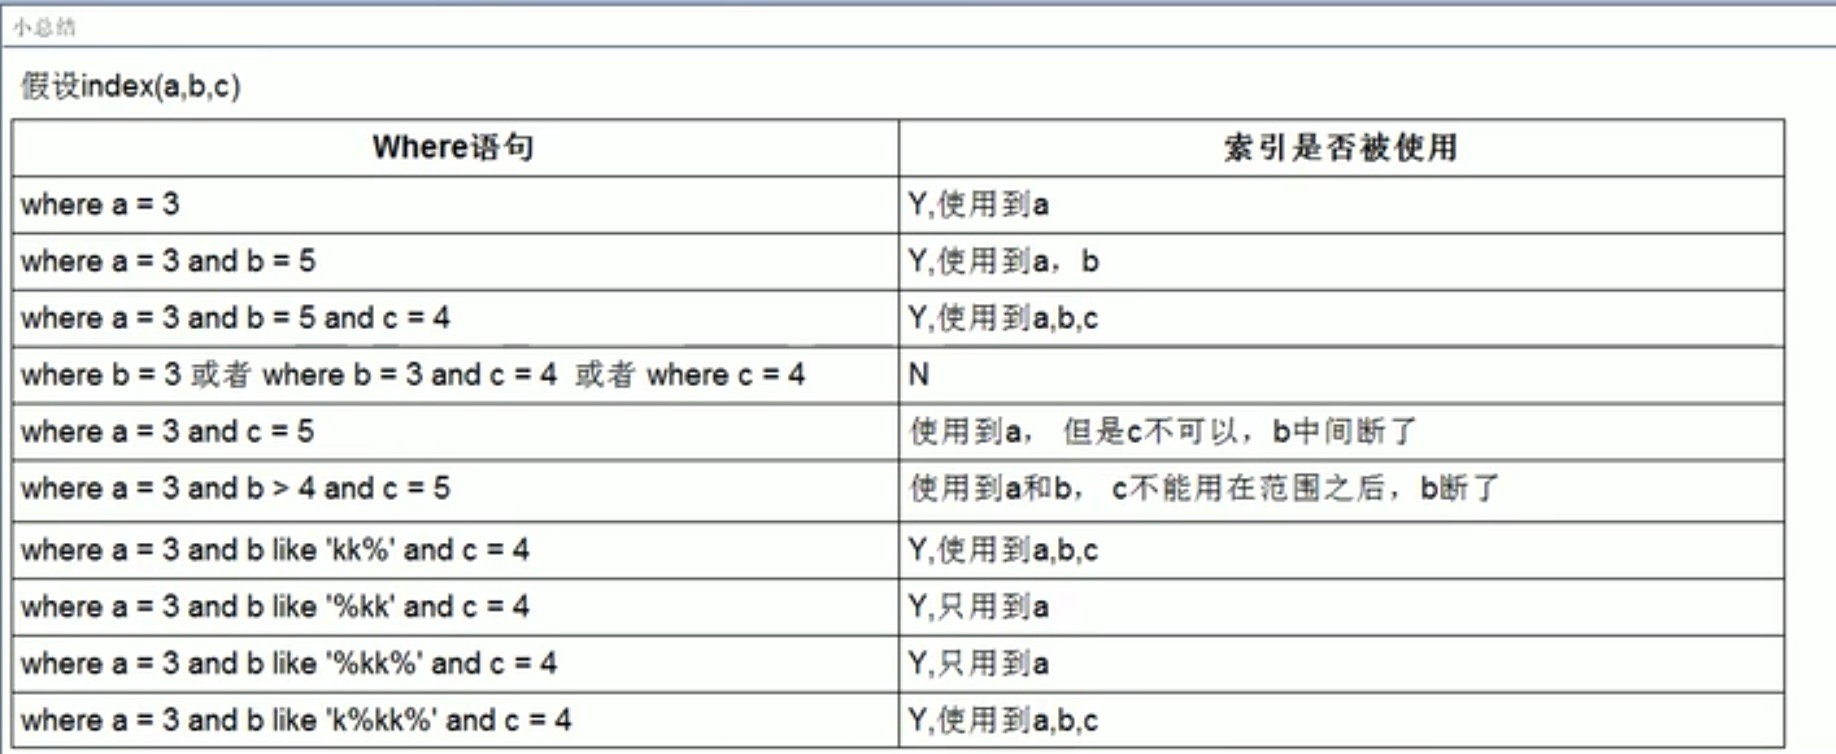 小总结
假设index(a,b,c)
Where语句 索引是否被使用
where a = 3 Y,使用到a
where a = 3 and b = 5 Y,使用到a，b
where a = 3 and b = 5 and c = 4 Y,使用到a,b,c
where b = 3 或者 where b = 3 and c = 4 或者 where c = 4 N
where a = 3 and c = 5 使用到a， 但是c不可以，b中间断了
where a = 3 and b > 4 and c = 5 使用到a和b， c不能用在范围之后，b断了
where a = 3 and b like 'kk%' and c = 4 Y,使用到a,b,c
where a = 3 and b like '%kk' and c = 4 Y,只用到a
where a = 3 and b like '%kk%' and c = 4 Y,只用到a
where a = 3 and b like 'k%kk%' and c = 4 Y,使用到a,b,c